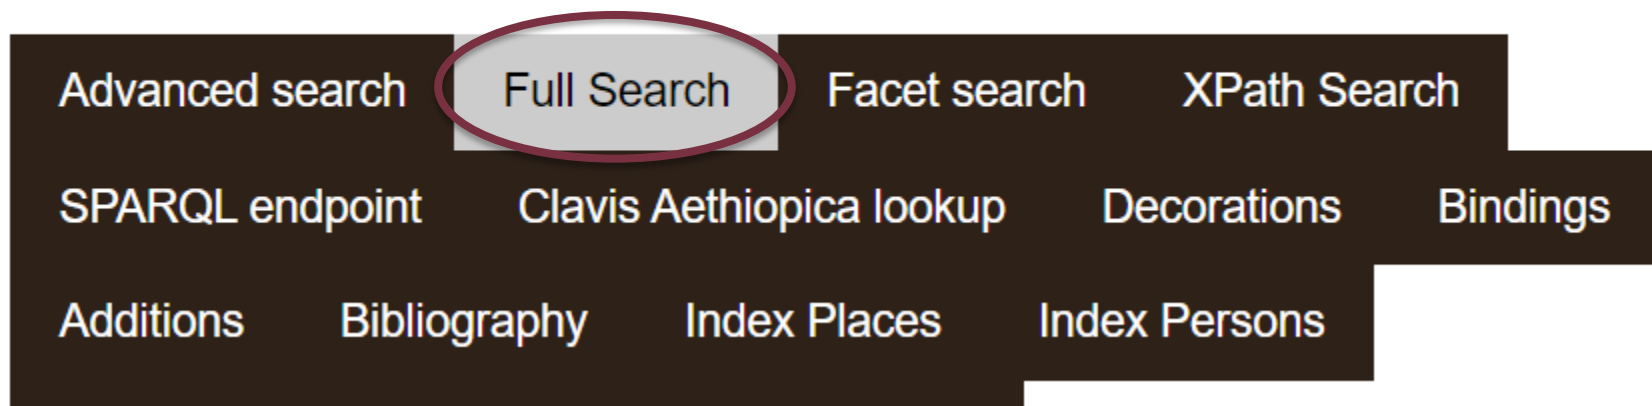 Advanced search Full Search Facet search XPath Search
SPARQL endpoint Clavis Aethiopica lookup Decorations Bindings
Additions Bibliography Index Places Index Persons